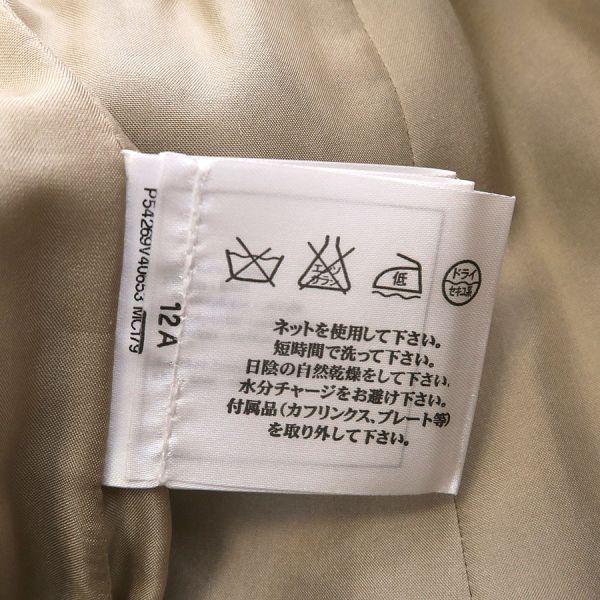 P54269V40653 MC179
12A
エンソ
サラシ
低
ドライ
セキユ系
ネットを使用して下さい。
短時間で洗って下さい。
日陰の自然乾燥をして下さい。
水分チャージをお避け下さい。
付属品(カフリンクス、プレート等)
を取り外して下さい。